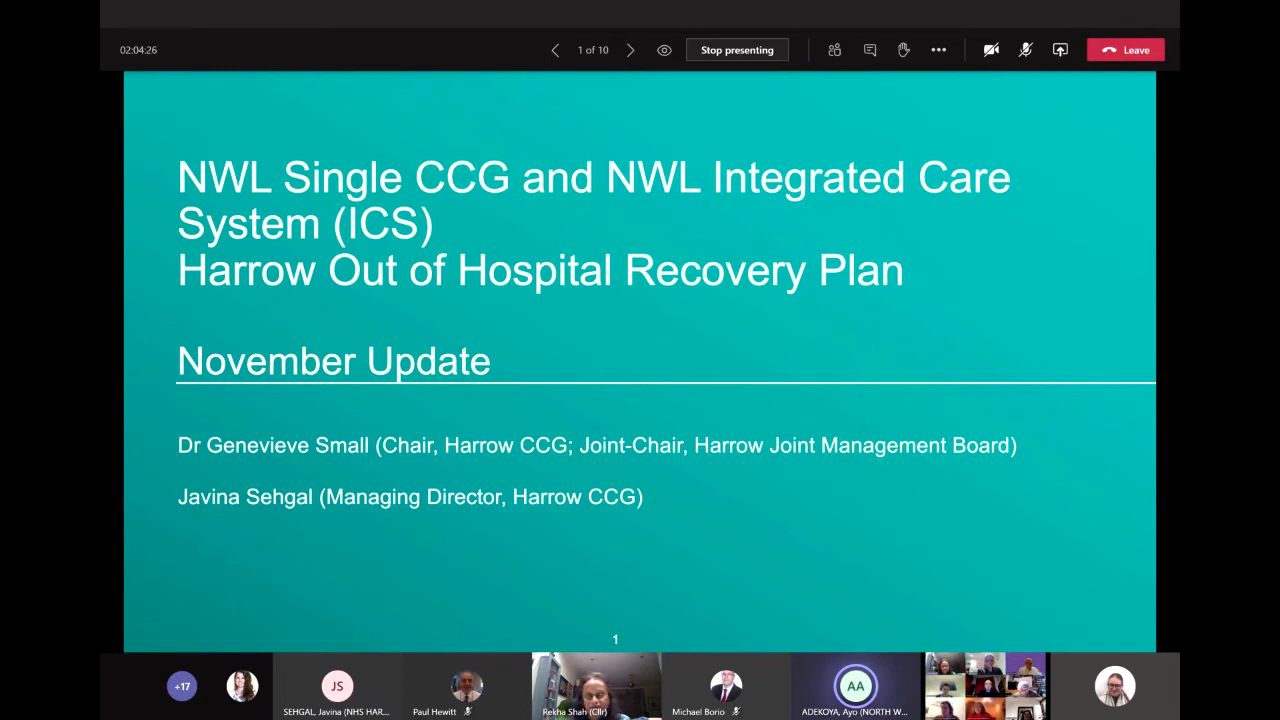 02:04:26
1 of 10
Stop presenting
Leave
NWL Single CCG and NWL Integrated Care
System (ICS)
Harrow Out of Hospital Recovery Plan
November Update
Dr Genevieve Small (Chair, Harrow CCG; Joint-Chair, Harrow Joint Management Board)
Javina Sehgal (Managing Director, Harrow CCG)
1
+17
JS
AA
SEHGAL, Javina (NHS HAR...
Paul Hewitt
Rekha Shah (Cllr)
Michael Borio
ADEKOYA, Ayo (NORTH W...